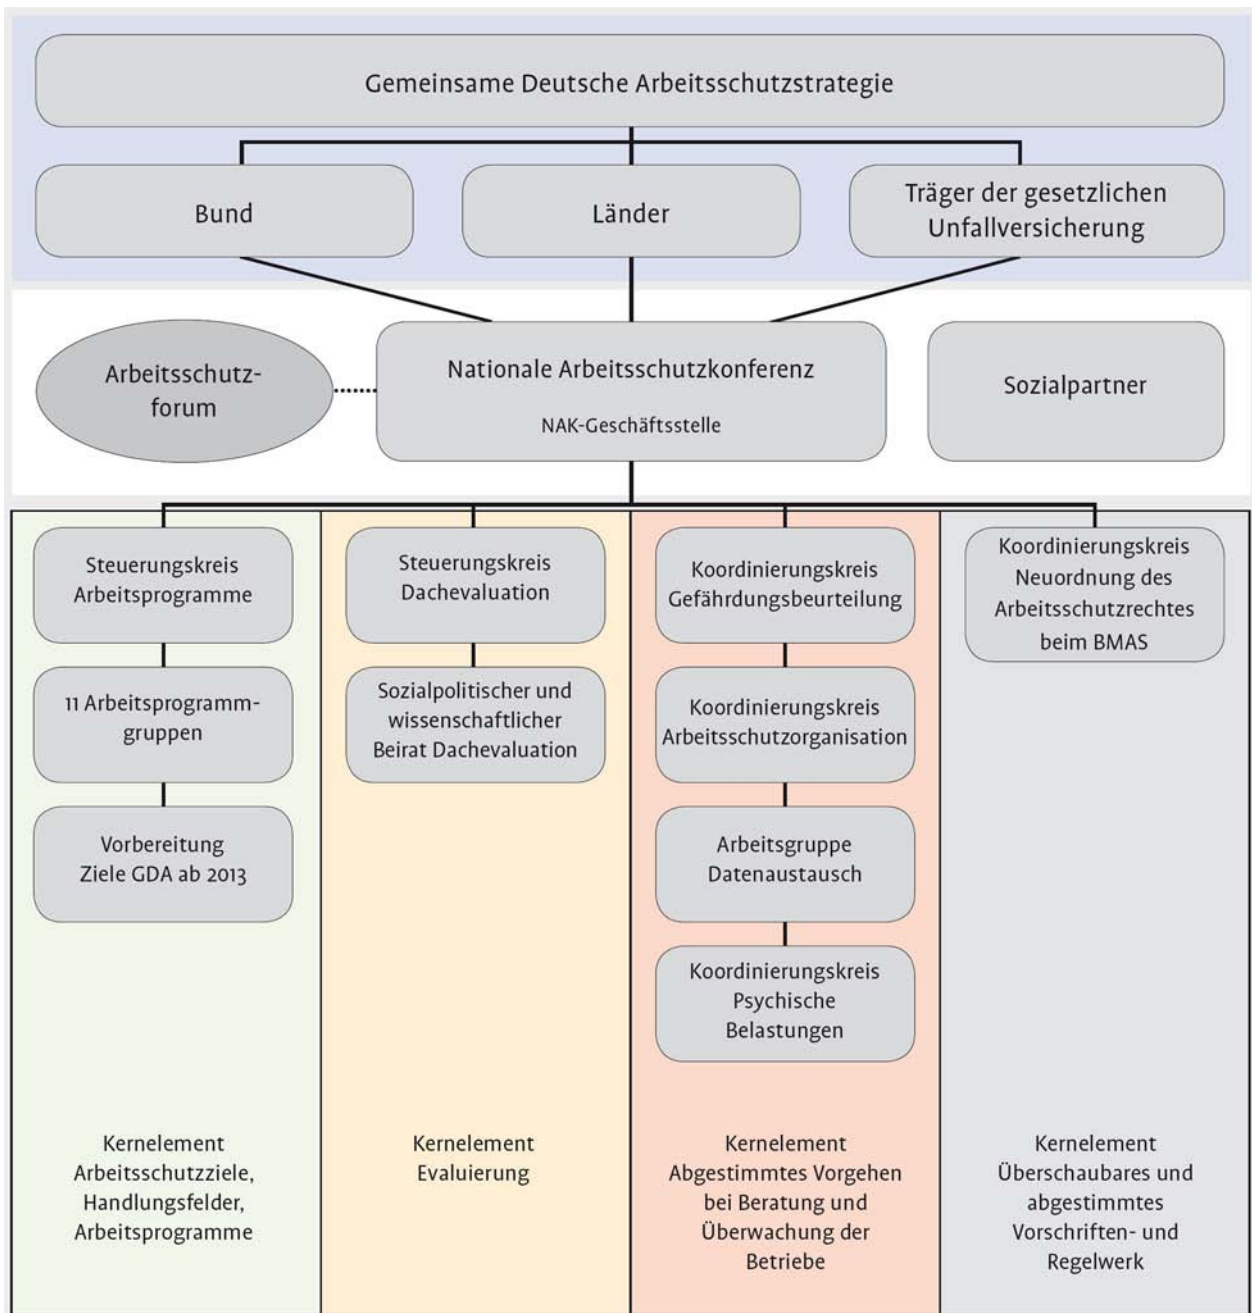 Gemeinsame Deutsche Arbeitsschutzstrategie
Bund
Länder
Träger der gesetzlichen
Unfallversicherung
Arbeitsschutz-
forum
Nationale Arbeitsschutzkonferenz
NAK-Geschäftsstelle
Sozialpartner
Steuerungskreis
Arbeitsprogramme
11 Arbeitsprogramm-
gruppen
Vorbereitung
Ziele GDA ab 2013
Kernelement
Arbeitsschutzziele,
Handlungsfelder,
Arbeitsprogramme
Steuerungskreis
Dachevaluation
Sozialpolitischer und
wissenschaftlicher
Beirat Dachevaluation
Kernelement
Evaluierung
Koordinierungskreis
Gefährdungsbeurteilung
Koordinierungskreis
Arbeitsschutzorganisation
Arbeitsgruppe
Datenaustausch
Koordinierungskreis
Psychische
Belastungen
Kernelement
Abgestimmtes Vorgehen
bei Beratung und
Überwachung der
Betriebe
Koordinierungskreis
Neuordnung des
Arbeitsschutzrechtes
beim BMAS
Kernelement
Überschaubares und
abgestimmtes
Vorschriften- und
Regelwerk